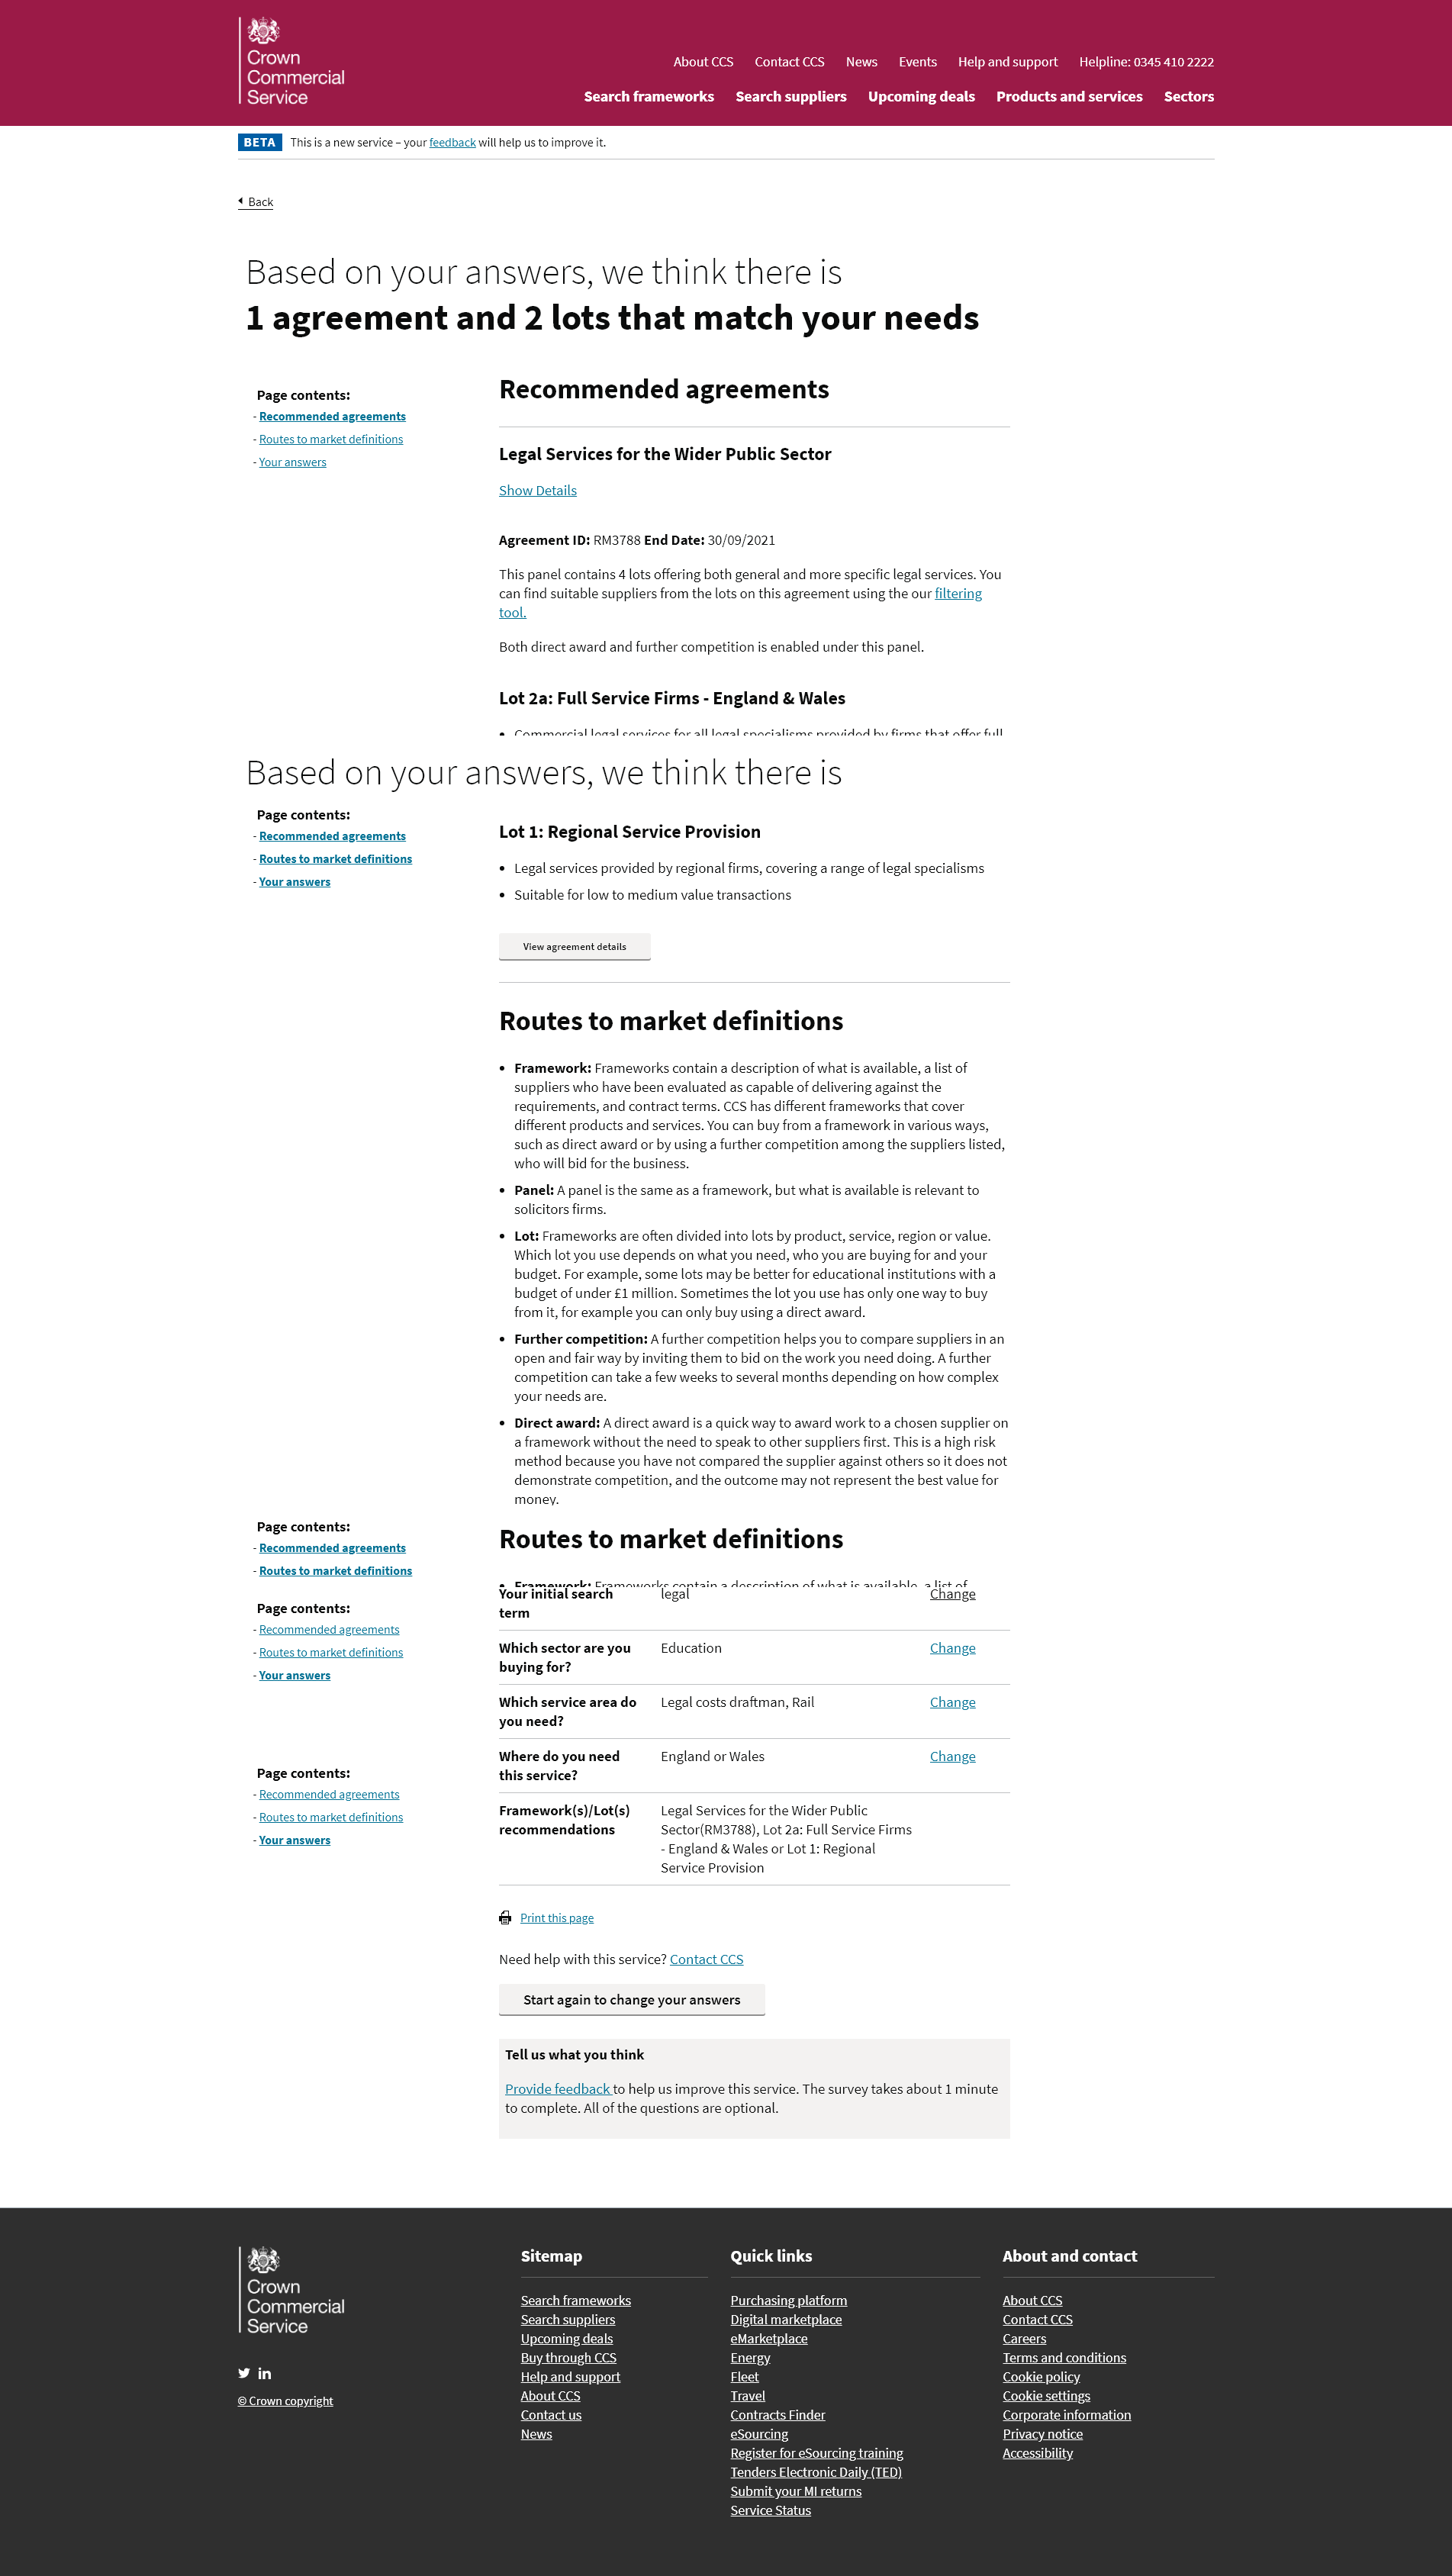 Crown
Commercial
Service
About CCS Contact CCS News Events Help and support Helpline: 0345 410 2222
Search frameworks Search suppliers Upcoming deals Products and services Sectors
BETA This is a new service – your feedback will help us to improve it.
Back
Based on your answers, we think there is
1 agreement and 2 lots that match your needs
Page contents:
- Recommended agreements
- Routes to market definitions
- Your answers
Recommended agreements
Legal Services for the Wider Public Sector
Show Details
Agreement ID: RM3788 End Date: 30/09/2021
This panel contains 4 lots offering both general and more specific legal services. You
can find suitable suppliers from the lots on this agreement using the our filtering
tool.
Both direct award and further competition is enabled under this panel.
Lot 2a: Full Service Firms - England & Wales
Commercial legal services for all legal specialisms provided by firms that offer full
Based on your answers, we think there is
Page contents:
- Recommended agreements
- Routes to market definitions
- Your answers
Lot 1: Regional Service Provision
Legal services provided by regional firms, covering a range of legal specialisms
Suitable for low to medium value transactions
View agreement details
Routes to market definitions
Framework: Frameworks contain a description of what is available, a list of
suppliers who have been evaluated as capable of delivering against the
requirements, and contract terms. CCS has different frameworks that cover
different products and services. You can buy from a framework in various ways,
such as direct award or by using a further competition among the suppliers listed,
who will bid for the business.
Panel: A panel is the same as a framework, but what is available is relevant to
solicitors firms.
Lot: Frameworks are often divided into lots by product, service, region or value.
Which lot you use depends on what you need, who you are buying for and your
budget. For example, some lots may be better for educational institutions with a
budget of under £1 million. Sometimes the lot you use has only one way to buy
from it, for example you can only buy using a direct award.
Further competition: A further competition helps you to compare suppliers in an
open and fair way by inviting them to bid on the work you need doing. A further
competition can take a few weeks to several months depending on how complex
your needs are.
Direct award: A direct award is a quick way to award work to a chosen supplier on
a framework without the need to speak to other suppliers first. This is a high risk
method because you have not compared the supplier against others so it does not
demonstrate competition, and the outcome may not represent the best value for
money.
Page contents:
- Recommended agreements
- Routes to market definitions
Routes to market definitions
Framework: Frameworks contain a description of what is available, a list of
Page contents:
- Recommended agreements
- Routes to market definitions
- Your answers
Your initial search legal Change
term
Which sector are you Education Change
buying for?
Which service area do Legal costs draftman, Rail Change
you need?
Where do you need England or Wales Change
this service?
Page contents:
- Recommended agreements
- Routes to market definitions
- Your answers
Framework(s)/Lot(s) Legal Services for the Wider Public
recommendations Sector(RM3788), Lot 2a: Full Service Firms
- England & Wales or Lot 1: Regional
Service Provision
Print this page
Need help with this service? Contact CCS
Start again to change your answers
Tell us what you think
Provide feedback to help us improve this service. The survey takes about 1 minute
to complete. All of the questions are optional.
Crown
Commercial
Service
© Crown copyright
Sitemap
Search frameworks
Search suppliers
Upcoming deals
Buy through CCS
Help and support
About CCS
Contact us
News
Quick links
Purchasing platform
Digital marketplace
eMarketplace
Energy
Fleet
Travel
Contracts Finder
eSourcing
Register for eSourcing training
Tenders Electronic Daily (TED)
Submit your MI returns
Service Status
About and contact
About CCS
Contact CCS
Careers
Terms and conditions
Cookie policy
Cookie settings
Corporate information
Privacy notice
Accessibility